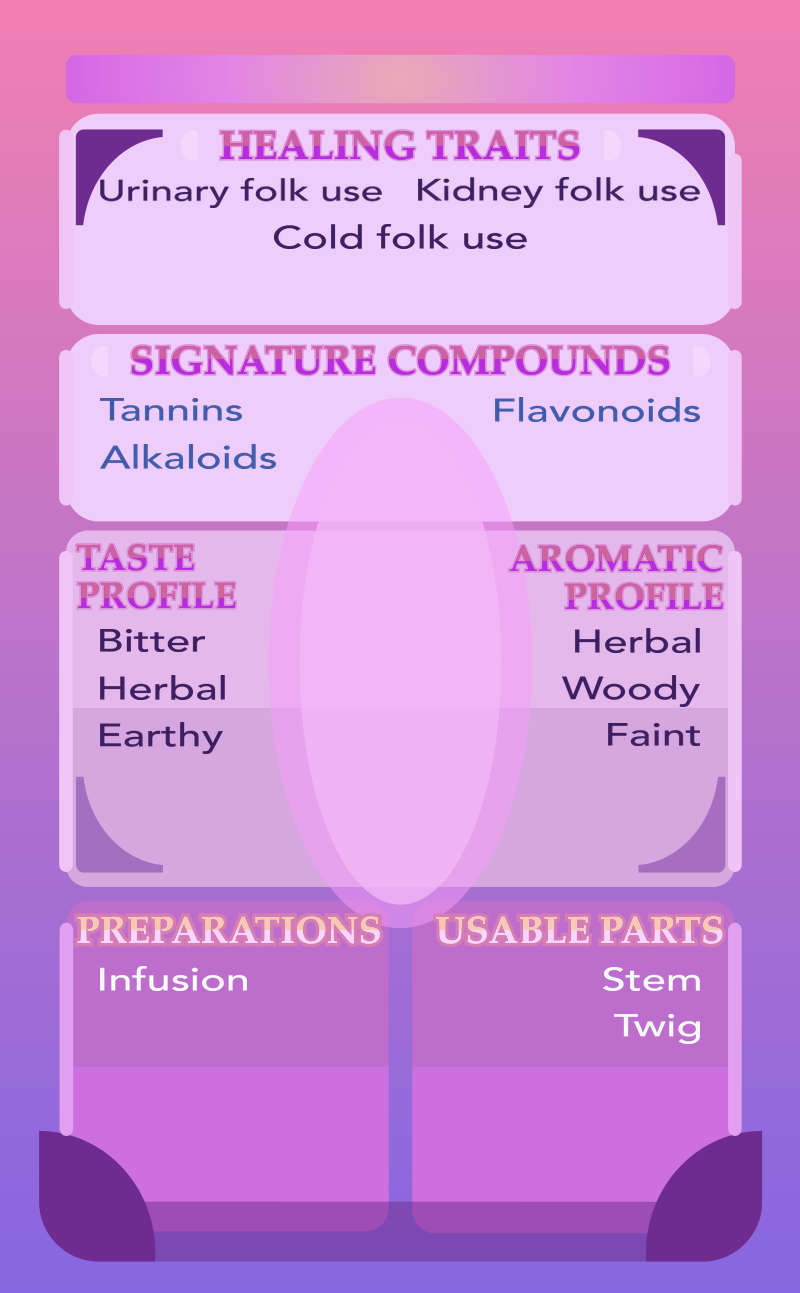 HEALING TRAITS
Urinary folk use Kidney folk use
Cold folk use
SIGNATURE COMPOUNDS
Tannins Flavonoids
Alkaloids
TASTE PROFILE
Bitter
Herbal
Earthy
AROMATIC PROFILE
Herbal
Woody
Faint
PREPARATIONS
Infusion
USABLE PARTS
Stem
Twig